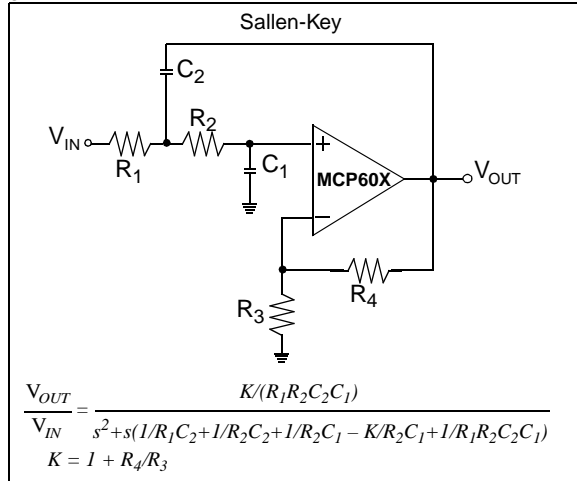 Sallen-Key
C2
VIN
R1
R2
C1
+
MCP60X
−
VOUT
R4
R3
VOUT/VIN = K/(R1R2C2C1) / s²+s(1/R1C2+1/R2C2+1/R2C1 – K/R2C1+1/R1R2C2C1)
K = 1 + R4/R3